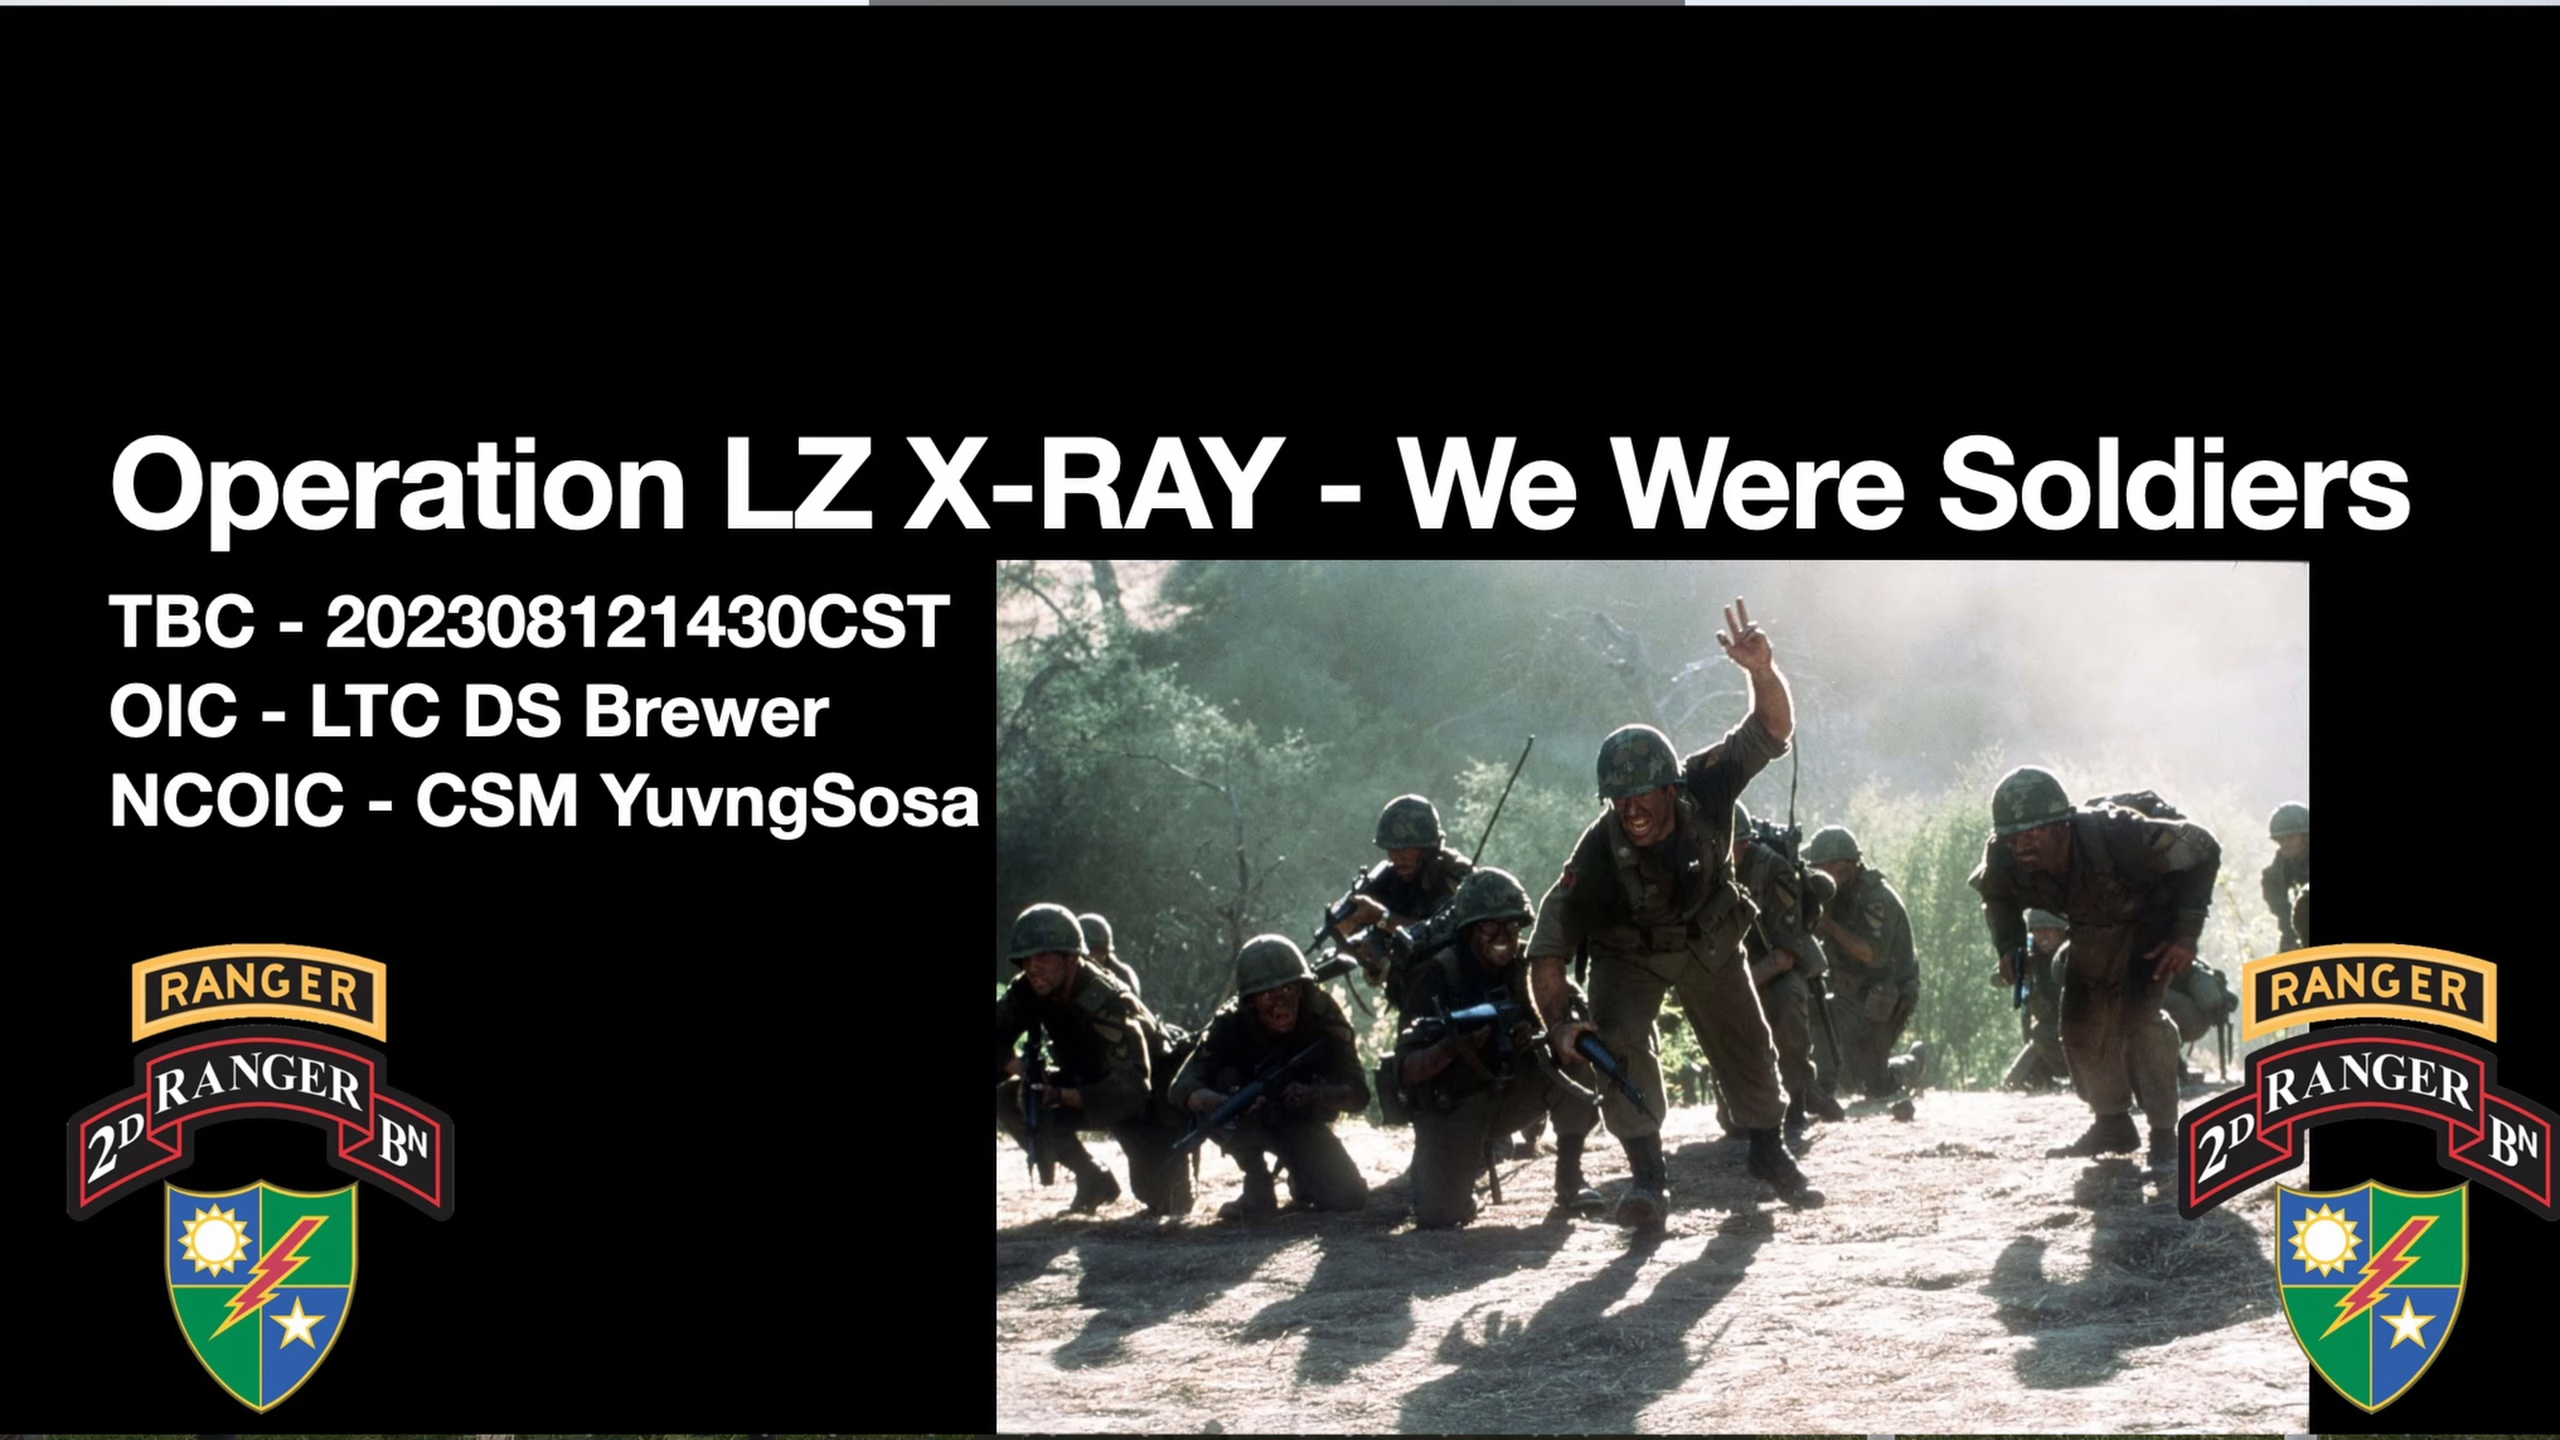 Operation LZ X-RAY - We Were Soldiers
TBC - 202308121430CST
OIC - LTC DS Brewer
NCOIC - CSM YuvngSosa
RANGER
2D RANGER BN
RANGER
2D RANGER BN